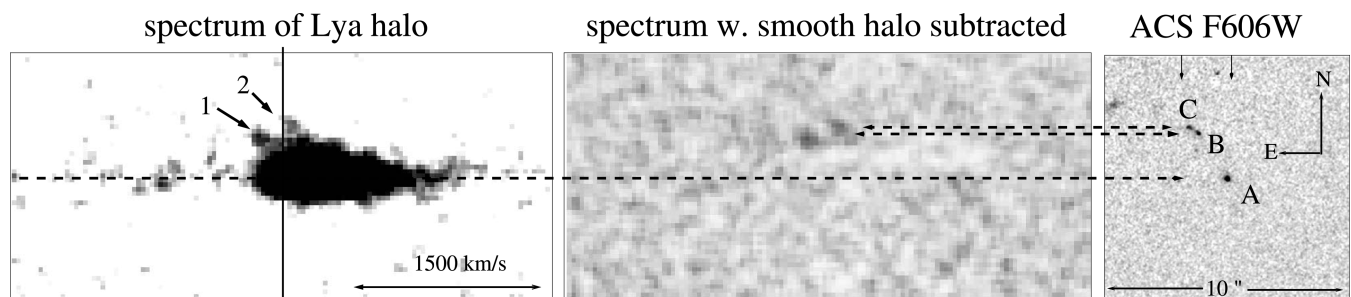 spectrum of Lya halo
1
2
1500 km/s
spectrum w. smooth halo subtracted
ACS F606W
N
C
B
E
A
10 "